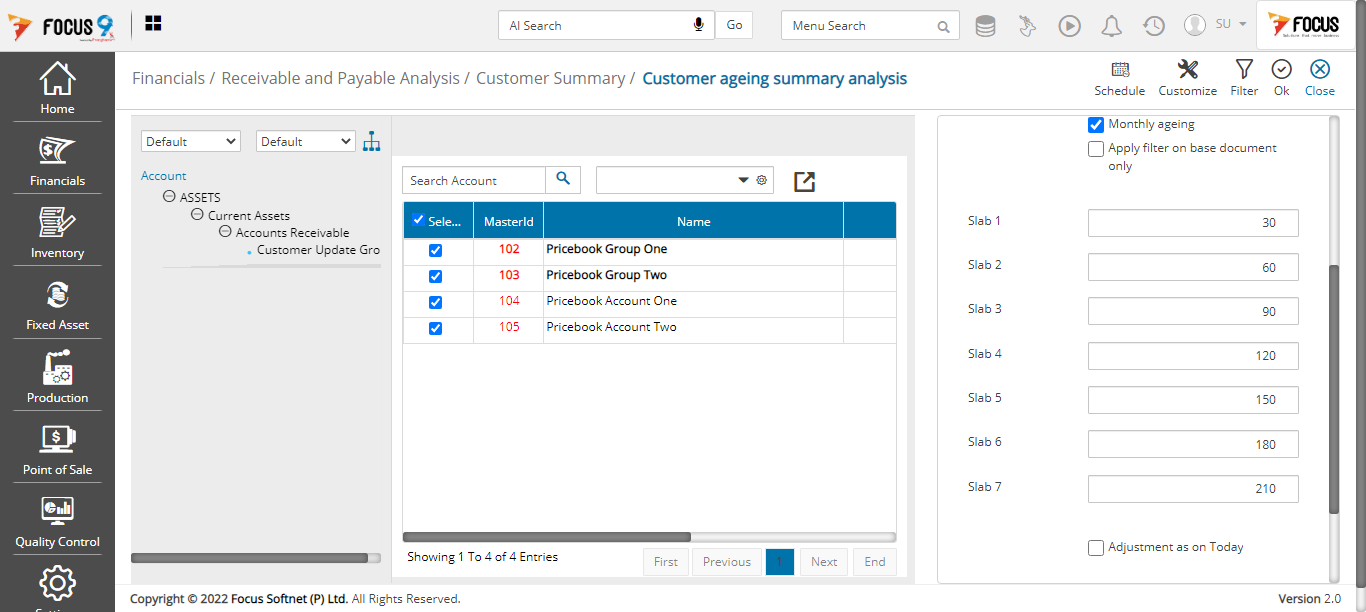 FOCUS 9
AI Search
Go
Menu Search
SU
FOCUS
Home
Financials
Inventory
Fixed Asset
Production
Point of Sale
Quality Control
Financials / Receivable and Payable Analysis / Customer Summary / Customer ageing summary analysis
Schedule
Customize
Filter
Ok
Close
Default
Default
Account
ASSETS
Current Assets
Accounts Receivable
Customer Update Gro
Search Account
Sele... MasterId Name
102 Pricebook Group One
103 Pricebook Group Two
104 Pricebook Account One
105 Pricebook Account Two
Showing 1 To 4 of 4 Entries
First
Previous
1
Next
End
Monthly ageing
Apply filter on base document
only
Slab 1 30
Slab 2 60
Slab 3 90
Slab 4 120
Slab 5 150
Slab 6 180
Slab 7 210
Adjustment as on Today
Copyright © 2022 Focus Softnet (P) Ltd. All Rights Reserved.
Version 2.0